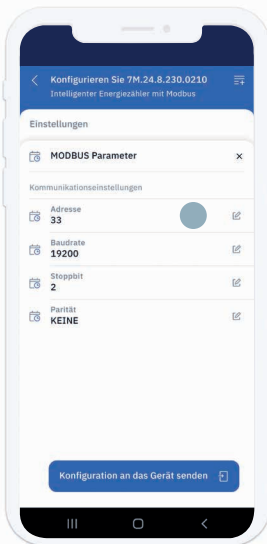 Konfigurieren Sie 7M.24.8.230.0210
Intelligenter Energiezähler mit Modbus
Einstellungen
MODBUS Parameter
Kommunikationseinstellungen
Adresse
33
Baudrate
19200
Stoppbit
2
Parität
KEINE
Konfiguration an das Gerät senden